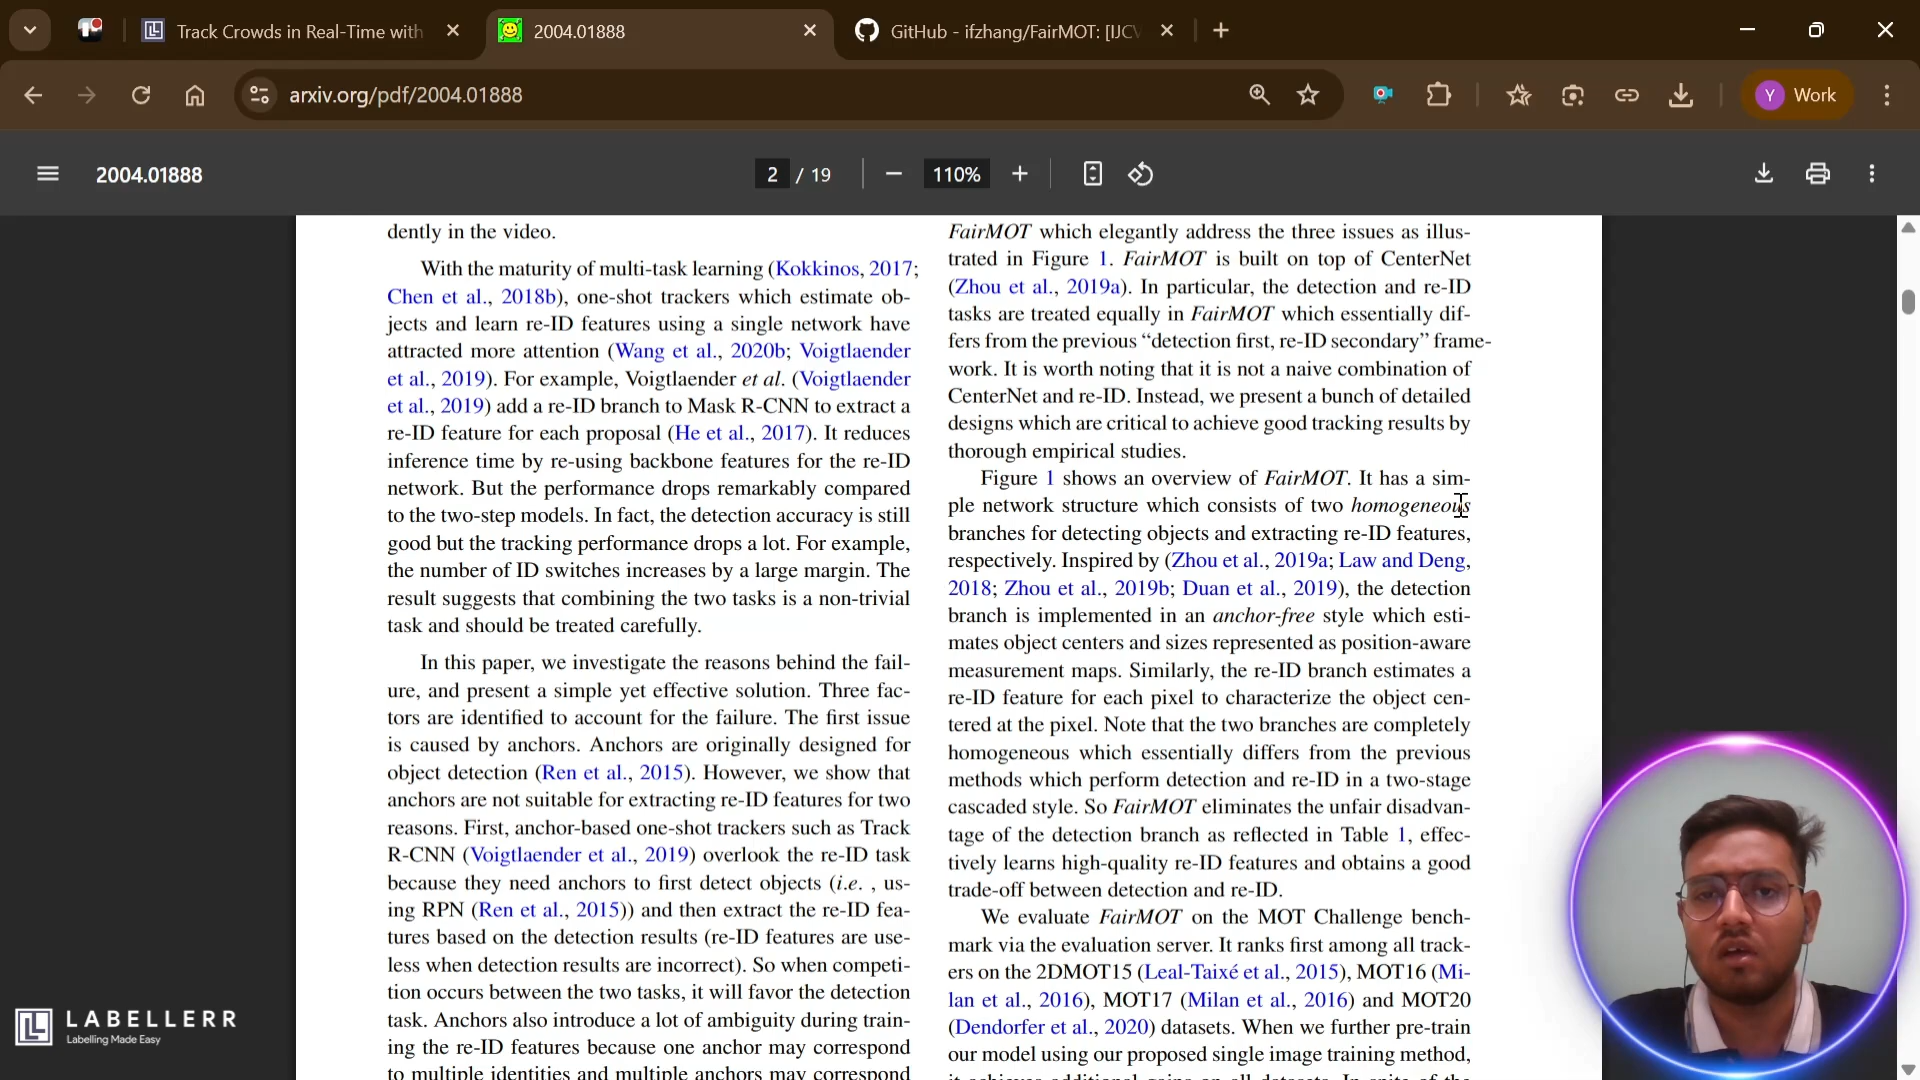 Track Crowds in Real-Time with
2004.01888
GitHub - ifzhang/FairMOT: [IJCV
arxiv.org/pdf/2004.01888
Y Work
2004.01888
2 / 19
110%
dently in the video.
With the maturity of multi-task learning (Kokkinos, 2017;
Chen et al., 2018b), one-shot trackers which estimate ob-
jects and learn re-ID features using a single network have
attracted more attention (Wang et al., 2020b; Voigtlaender
et al., 2019). For example, Voigtlaender et al. (Voigtlaender
et al., 2019) add a re-ID branch to Mask R-CNN to extract a
re-ID feature for each proposal (He et al., 2017). It reduces
inference time by re-using backbone features for the re-ID
network. But the performance drops remarkably compared
to the two-step models. In fact, the detection accuracy is still
good but the tracking performance drops a lot. For example,
the number of ID switches increases by a large margin. The
result suggests that combining the two tasks is a non-trivial
task and should be treated carefully.
In this paper, we investigate the reasons behind the fail-
ure, and present a simple yet effective solution. Three fac-
tors are identified to account for the failure. The first issue
is caused by anchors. Anchors are originally designed for
object detection (Ren et al., 2015). However, we show that
anchors are not suitable for extracting re-ID features for two
reasons. First, anchor-based one-shot trackers such as Track
R-CNN (Voigtlaender et al., 2019) overlook the re-ID task
because they need anchors to first detect objects (i.e. , us-
ing RPN (Ren et al., 2015)) and then extract the re-ID fea-
tures based on the detection results (re-ID features are use-
less when detection results are incorrect). So when competi-
tion occurs between the two tasks, it will favor the detection
task. Anchors also introduce a lot of ambiguity during train-
ing the re-ID features because one anchor may correspond
to multiple identities and multiple anchors may correspond
FairMOT which elegantly address the three issues as illus-
trated in Figure 1. FairMOT is built on top of CenterNet
(Zhou et al., 2019a). In particular, the detection and re-ID
tasks are treated equally in FairMOT which essentially dif-
fers from the previous “detection first, re-ID secondary” frame-
work. It is worth noting that it is not a naive combination of
CenterNet and re-ID. Instead, we present a bunch of detailed
designs which are critical to achieve good tracking results by
thorough empirical studies.
Figure 1 shows an overview of FairMOT. It has a sim-
ple network structure which consists of two homogeneous
branches for detecting objects and extracting re-ID features,
respectively. Inspired by (Zhou et al., 2019a; Law and Deng,
2018; Zhou et al., 2019b; Duan et al., 2019), the detection
branch is implemented in an anchor-free style which esti-
mates object centers and sizes represented as position-aware
measurement maps. Similarly, the re-ID branch estimates a
re-ID feature for each pixel to characterize the object cen-
tered at the pixel. Note that the two branches are completely
homogeneous which essentially differs from the previous
methods which perform detection and re-ID in a two-stage
cascaded style. So FairMOT eliminates the unfair disadvan-
tage of the detection branch as reflected in Table 1, effec-
tively learns high-quality re-ID features and obtains a good
trade-off between detection and re-ID.
We evaluate FairMOT on the MOT Challenge bench-
mark via the evaluation server. It ranks first among all track-
ers on the 2DMOT15 (Leal-Taixé et al., 2015), MOT16 (Mi-
lan et al., 2016), MOT17 (Milan et al., 2016) and MOT20
(Dendorfer et al., 2020) datasets. When we further pre-train
our model using our proposed single image training method,
it achieves additional gains on all datasets. In spite of the
LABELLERR
Labelling Made Easy